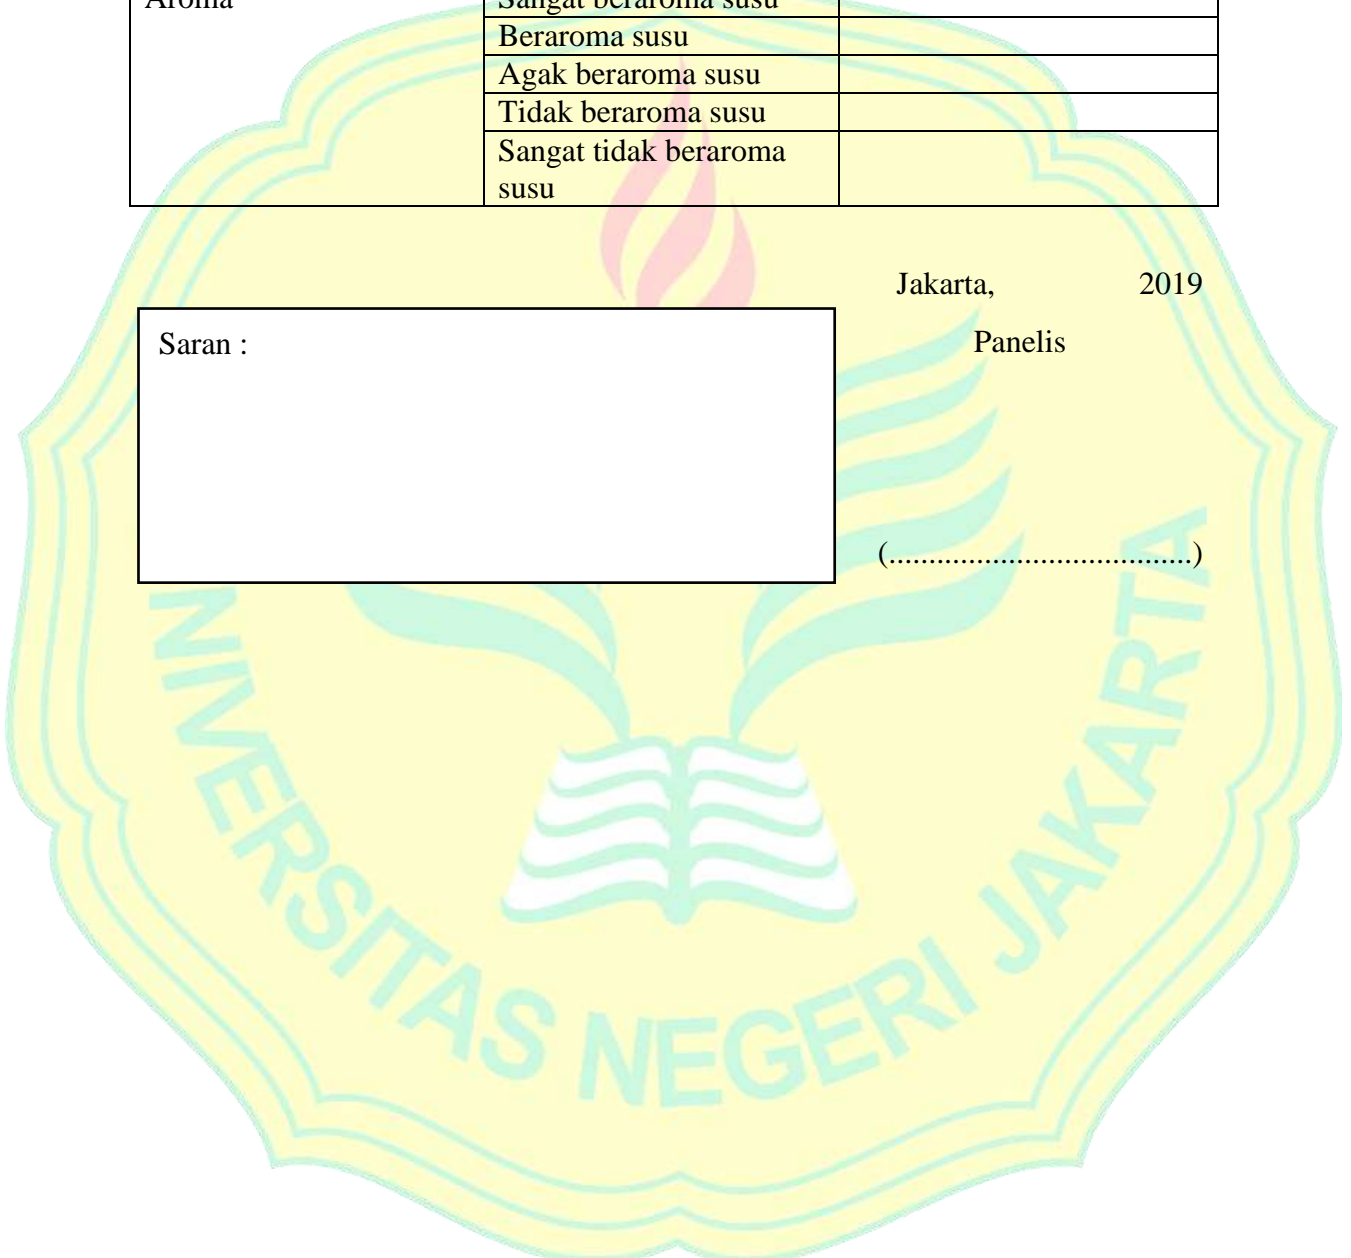 Aroma Sangat beraroma susu
Beraroma susu
Agak beraroma susu
Tidak beraroma susu
Sangat tidak beraroma
susu
Jakarta, 2019
Saran :
Panelis
(......................................)
NIVERSITAS NEGERI JAKARTA